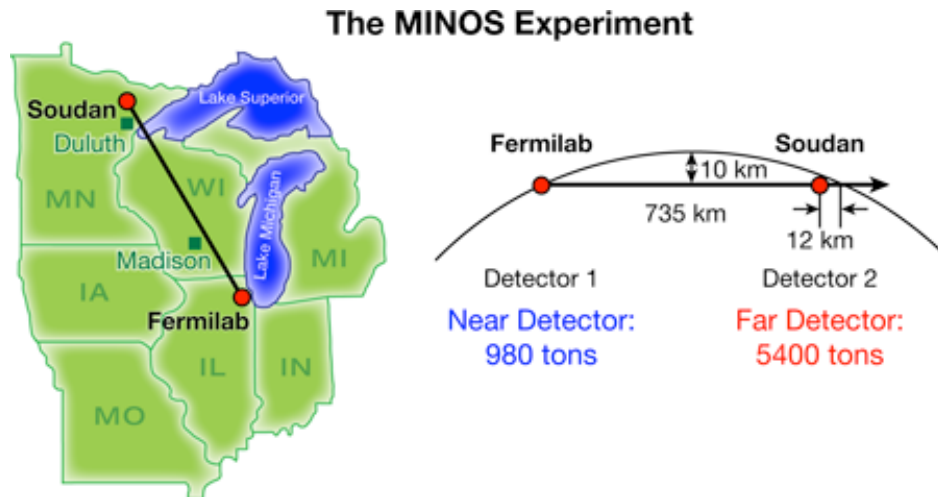 The MINOS Experiment
Soudan
Duluth
Lake Superior
MN
WI
Lake Michigan
MI
Madison
IA
Fermilab
IL
IN
MO
Fermilab
Soudan
10 km
735 km
12 km
Detector 1
Detector 2
Near Detector:
980 tons
Far Detector:
5400 tons